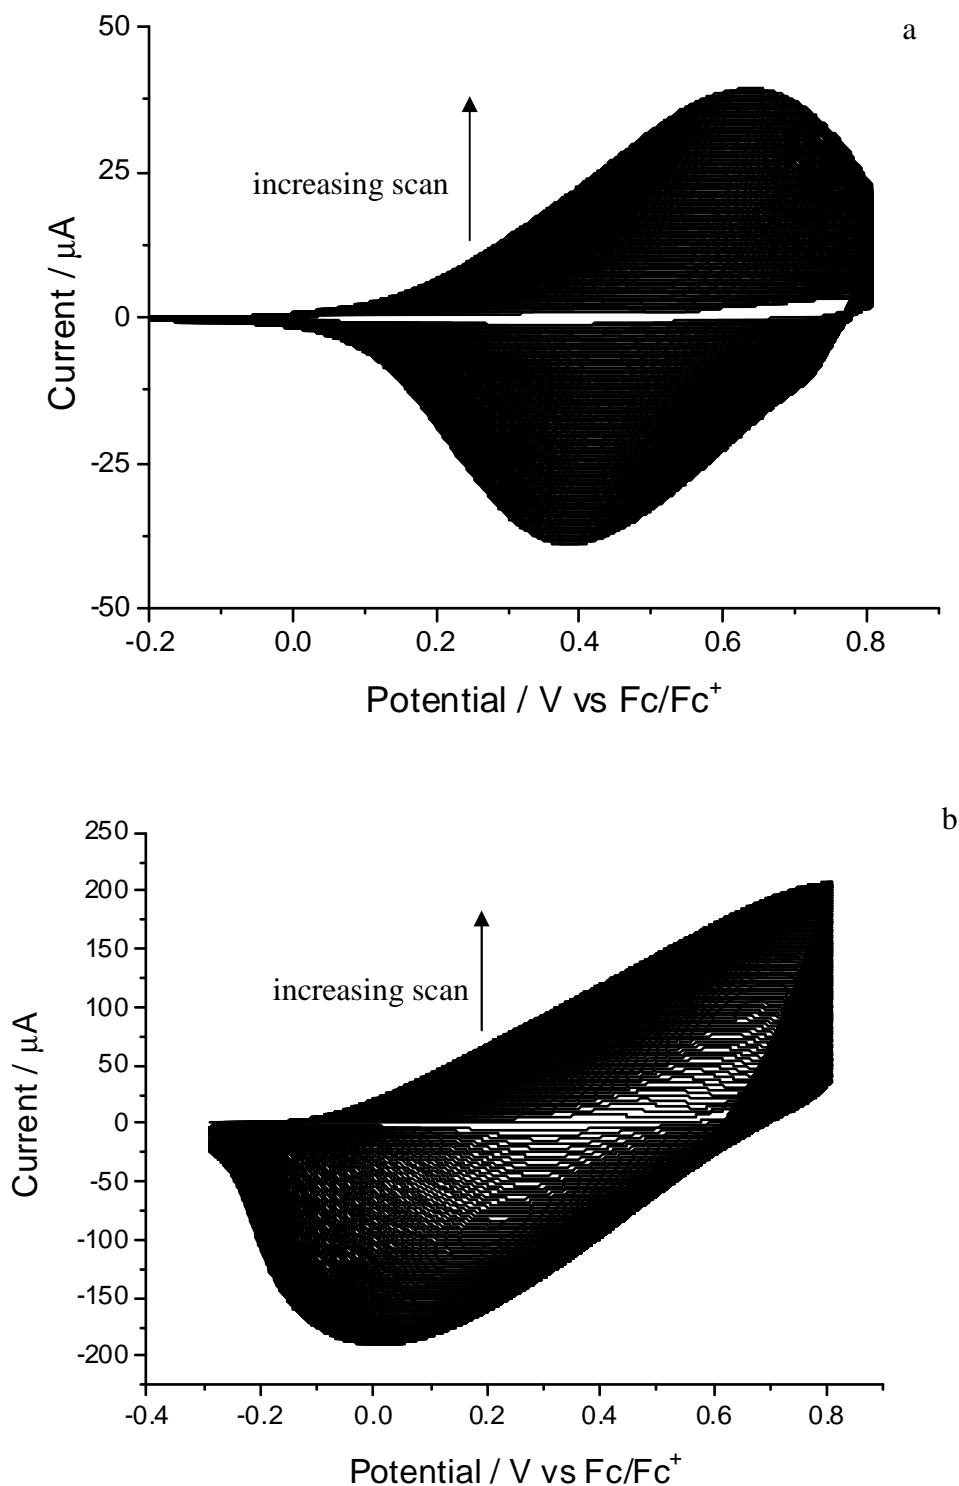 a
50
25
0
-25
-50
increasing scan
Current / μA
-0.2 0.0 0.2 0.4 0.6 0.8
Potential / V vs Fc/Fc⁺
b
250
200
150
100
50
0
-50
-100
-150
-200
increasing scan
Current / μA
-0.4 -0.2 0.0 0.2 0.4 0.6 0.8
Potential / V vs Fc/Fc⁺